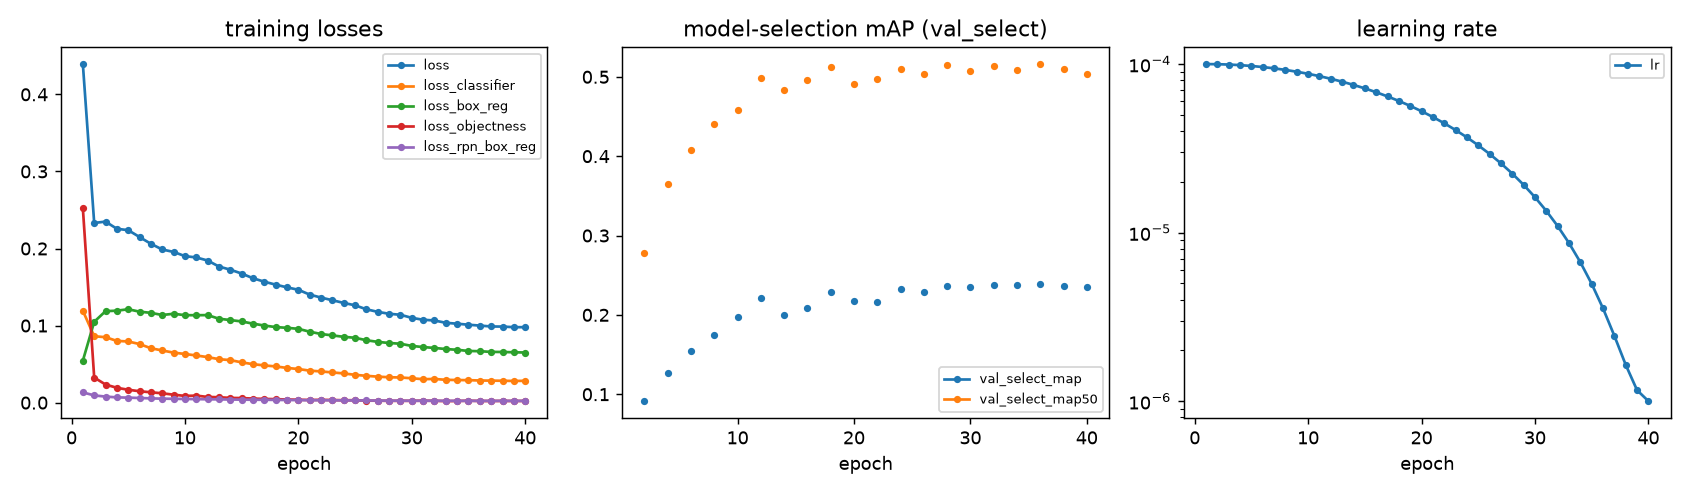 training losses
loss
loss_classifier
loss_box_reg
loss_objectness
loss_rpn_box_reg
0.4
0.3
0.2
0.1
0.0
0 10 20 30 40
epoch
model-selection mAP (val_select)
0.5
0.4
0.3
0.2
0.1
val_select_map
val_select_map50
10 20 30 40
epoch
learning rate
lr
10⁻⁴
10⁻⁵
10⁻⁶
0 10 20 30 40
epoch